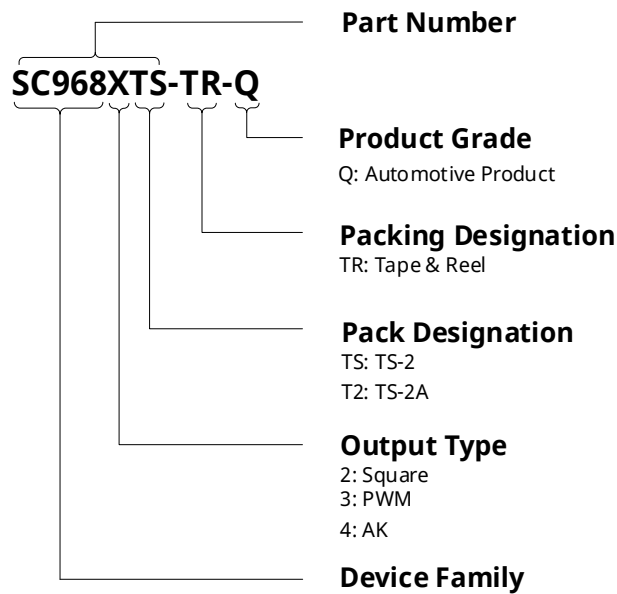 Part Number
SC968XTS-TR-Q
Product Grade
Q: Automotive Product
Packing Designation
TR: Tape & Reel
Pack Designation
TS: TS-2
T2: TS-2A
Output Type
2: Square
3: PWM
4: AK
Device Family